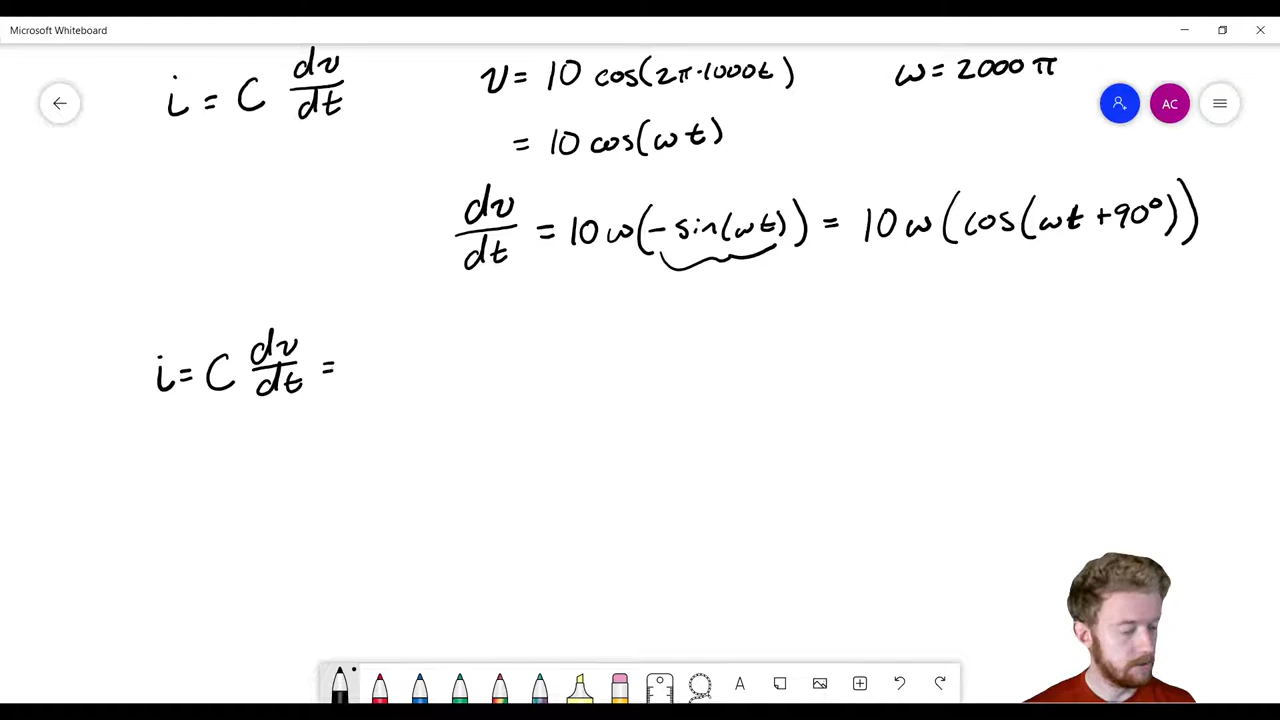 Microsoft Whiteboard
i = C dv/dt
v = 10 cos(2π·1000t)
ω = 2000π
= 10 cos(ωt)
dv/dt = 10ω(-sin(ωt)) = 10ω(cos(ωt+90°))
i = C dv/dt =
AC
A